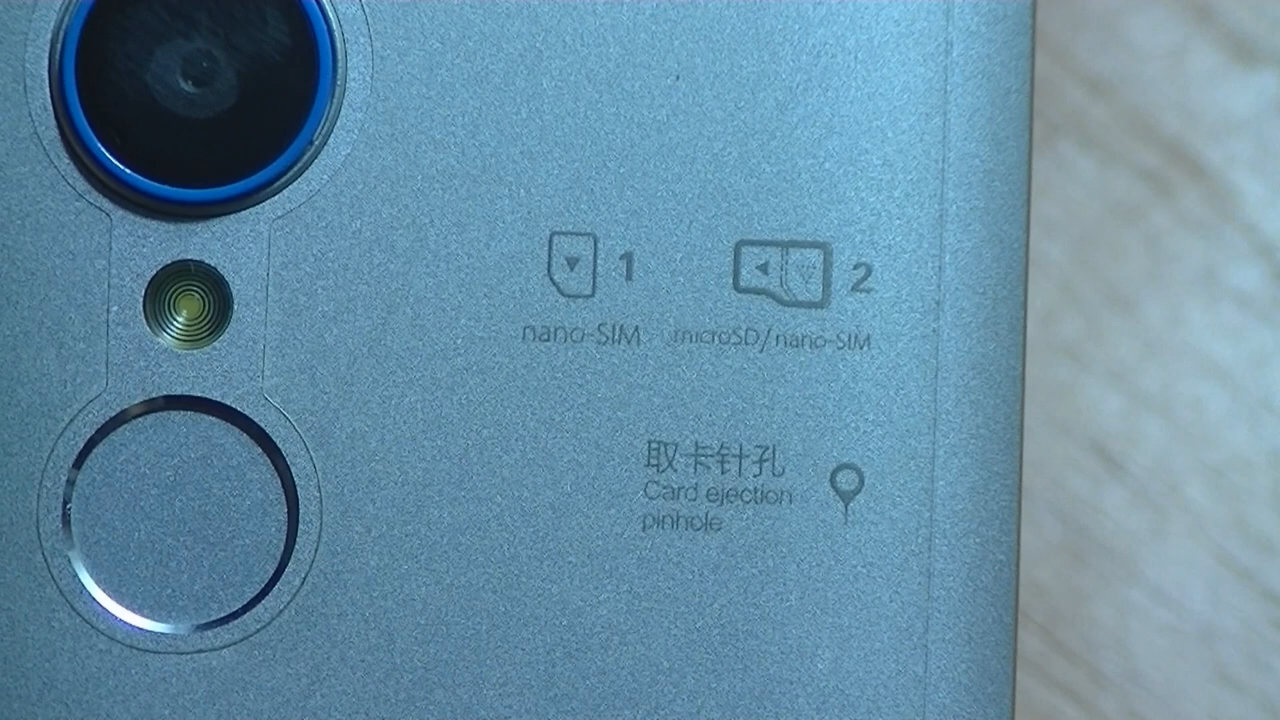 1 2
nano-SIM microSD/nano-SIM
取卡针孔
Card ejection
pinhole